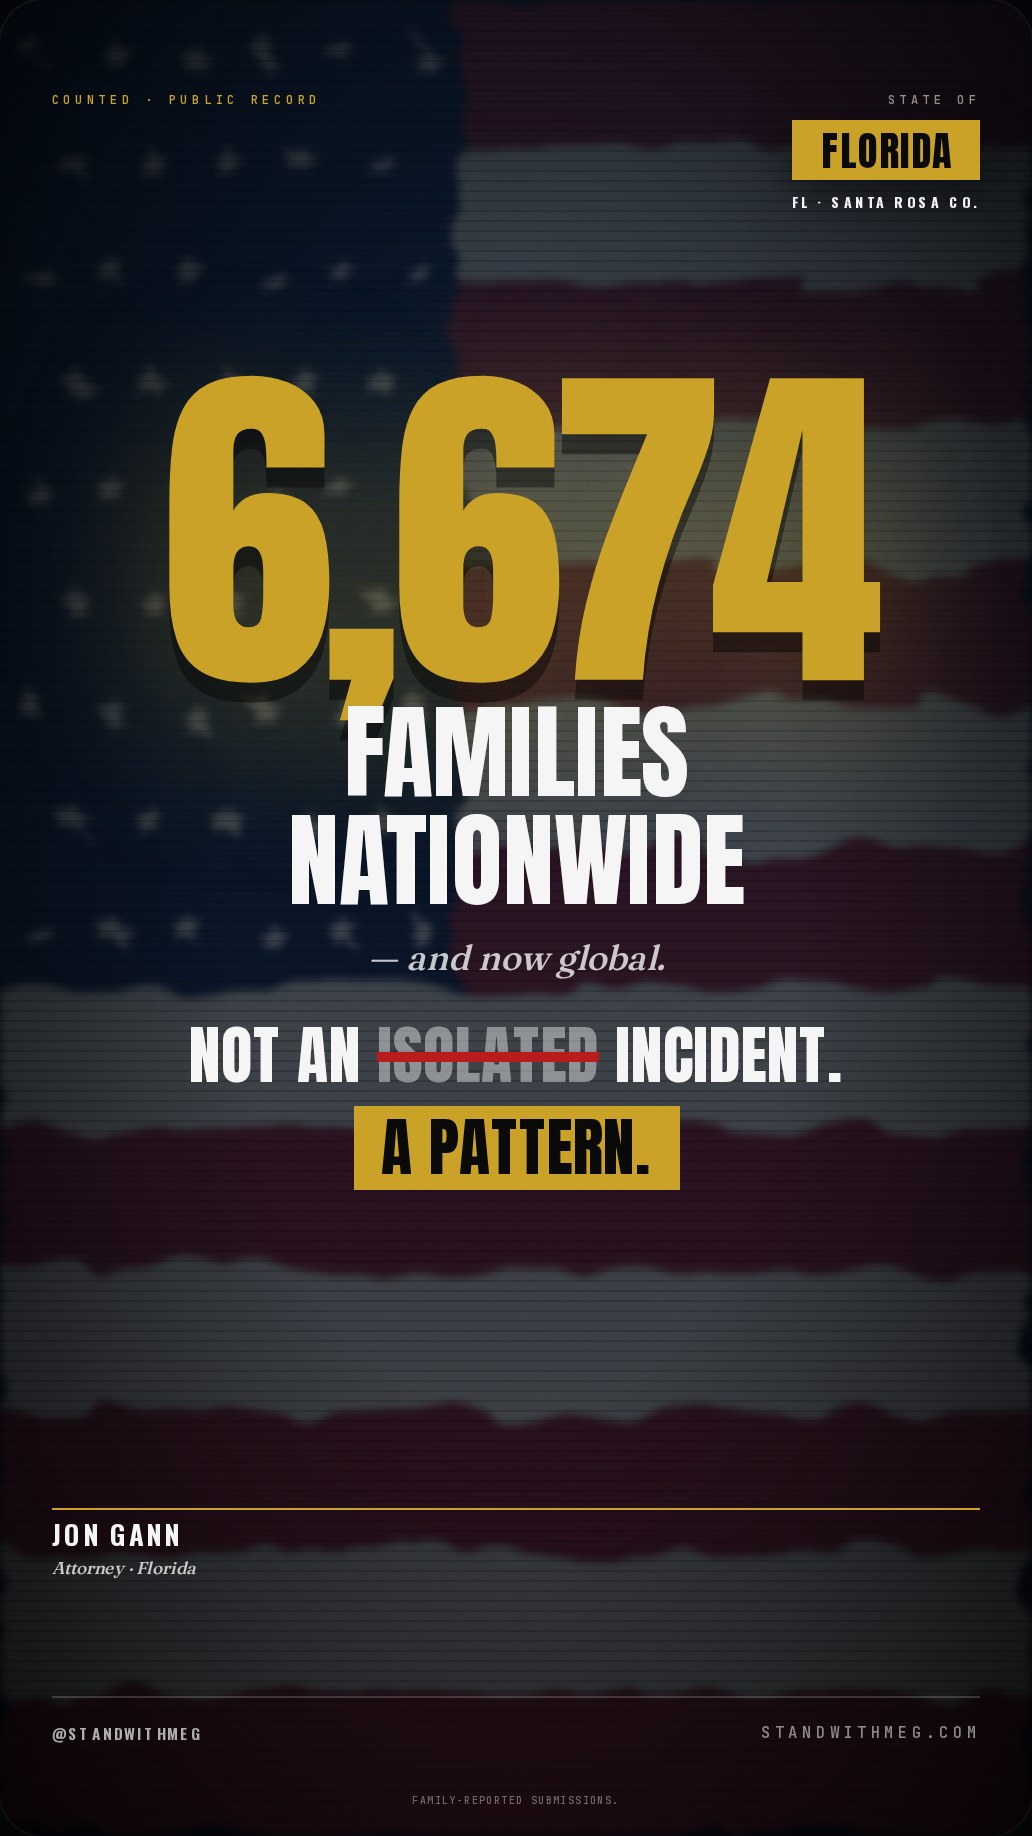 COUNTED · PUBLIC RECORD
STATE OF
FLORIDA
FL · SANTA ROSA CO.
6,674
FAMILIES
NATIONWIDE
— and now global.
NOT AN ISOLATED INCIDENT.
A PATTERN.
JON GANN
Attorney · Florida
@STANDWITHMEG
STANDWITHMEG.COM
FAMILY-REPORTED SUBMISSIONS.